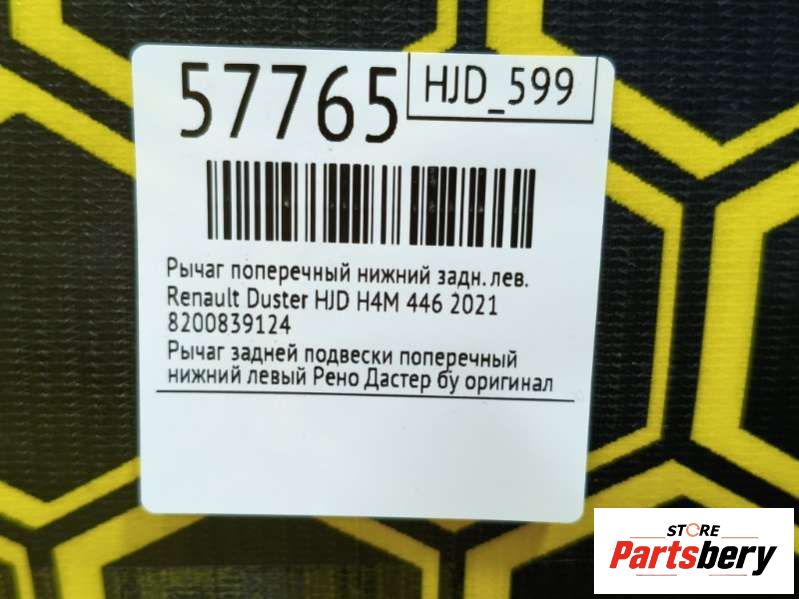 57765
HJD_599
Рычаг поперечный нижний задн. лев.
Renault Duster HJD H4M 446 2021
8200839124
Рычаг задней подвески поперечный
нижний левый Рено Дастер бу оригинал
STORE
Partsbery